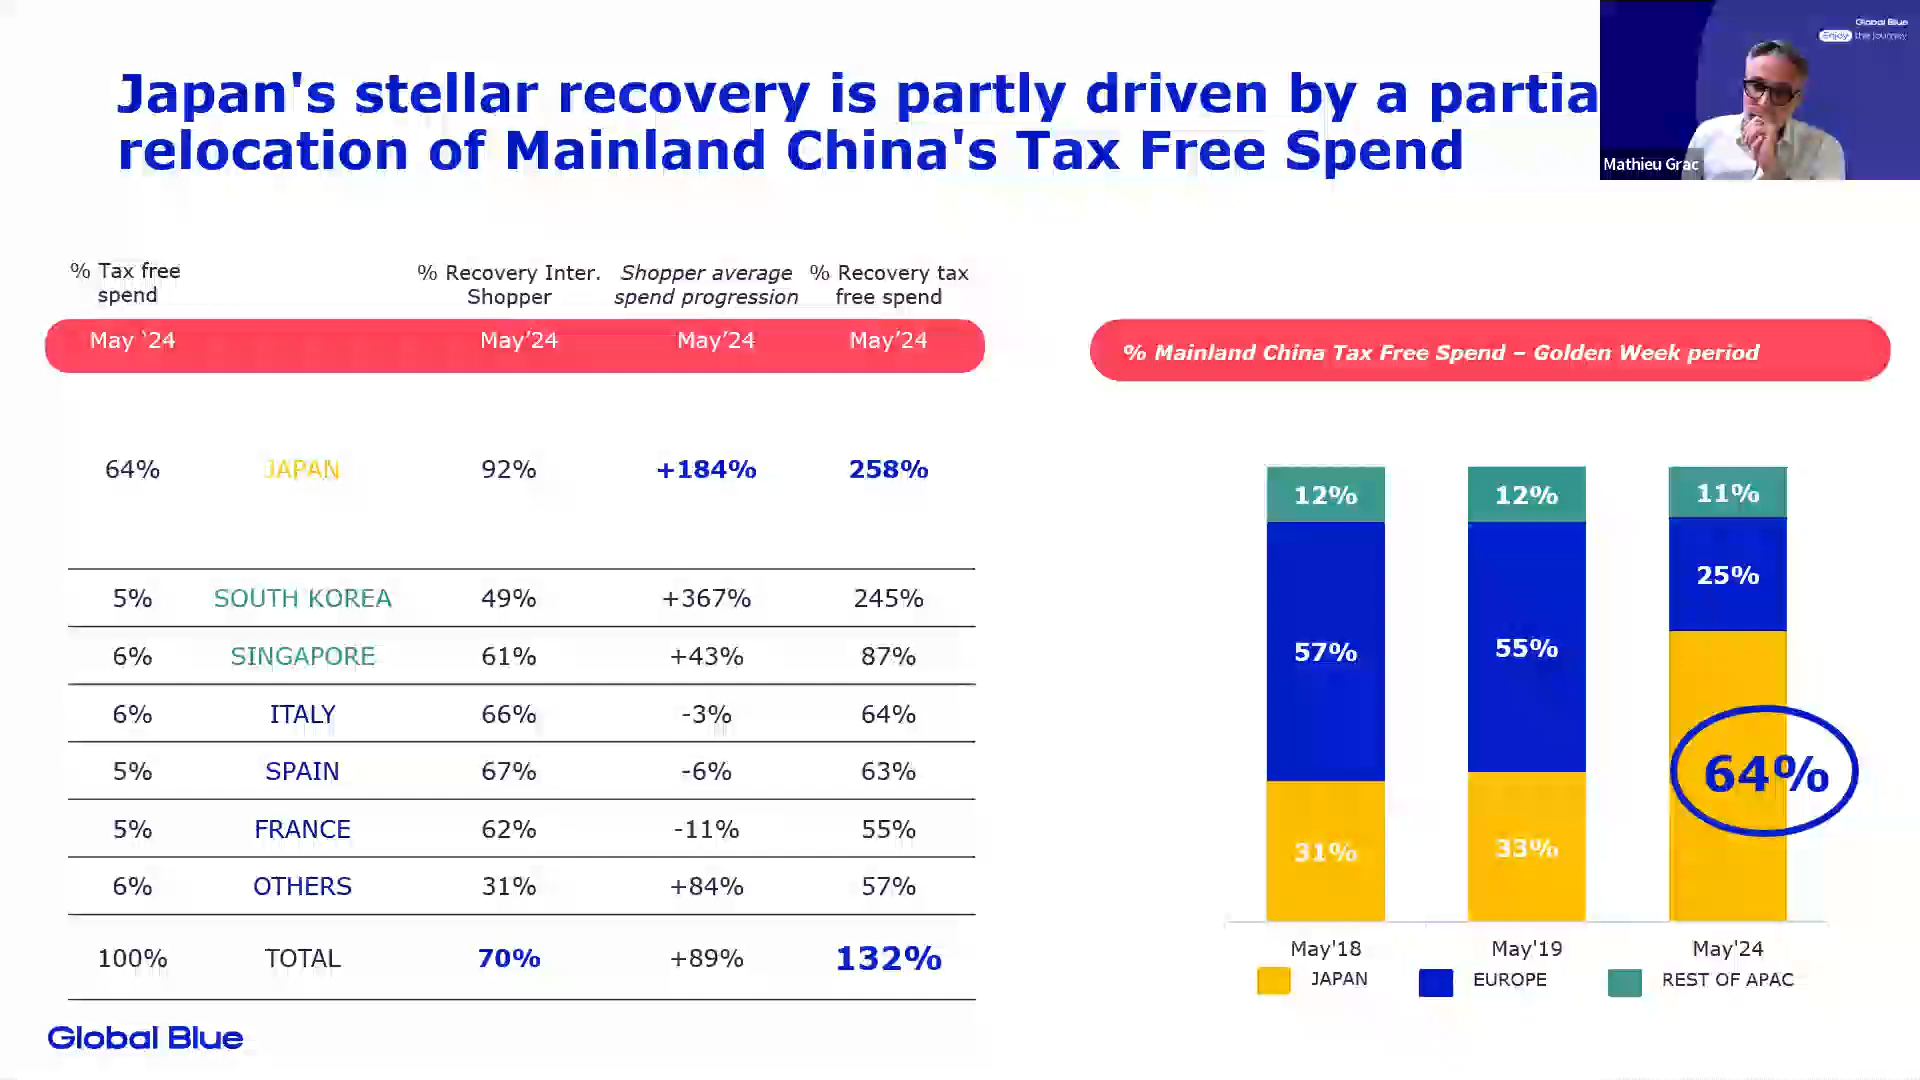 Japan's stellar recovery is partly driven by a partia
relocation of Mainland China's Tax Free Spend
Global Blue
Enjoy the journey
Mathieu Grac
% Tax free
spend
% Recovery Inter.
Shopper
Shopper average
spend progression
% Recovery tax
free spend
May ‘24 May’24 May’24 May’24
64% JAPAN 92% +184% 258%
5% SOUTH KOREA 49% +367% 245%
6% SINGAPORE 61% +43% 87%
6% ITALY 66% -3% 64%
5% SPAIN 67% -6% 63%
5% FRANCE 62% -11% 55%
6% OTHERS 31% +84% 57%
100% TOTAL 70% +89% 132%
% Mainland China Tax Free Spend – Golden Week period
12% 12% 11%
57% 55% 25%
31% 33% 64%
May'18 May'19 May'24
JAPAN EUROPE REST OF APAC
Global Blue